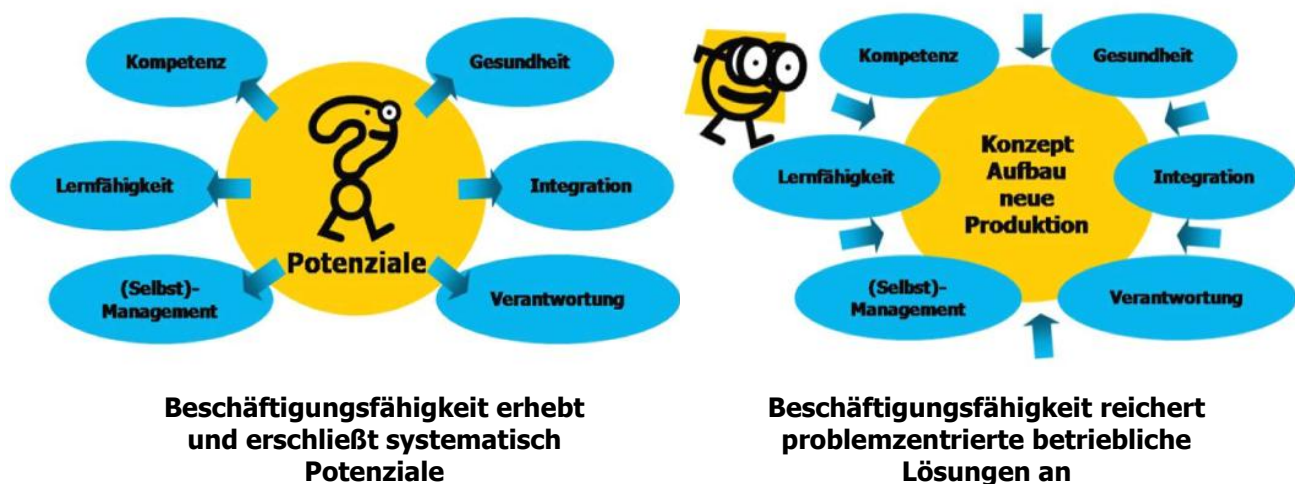 Kompetenz
Gesundheit
Lernfähigkeit
Integration
Potenziale
(Selbst)-
Management
Verantwortung
Beschäftigungsfähigkeit erhebt
und erschließt systematisch
Potenziale
Kompetenz
Gesundheit
Konzept
Aufbau
neue
Produktion
Lernfähigkeit
Integration
(Selbst)-
Management
Verantwortung
Beschäftigungsfähigkeit reichert
problemzentrierte betriebliche
Lösungen an